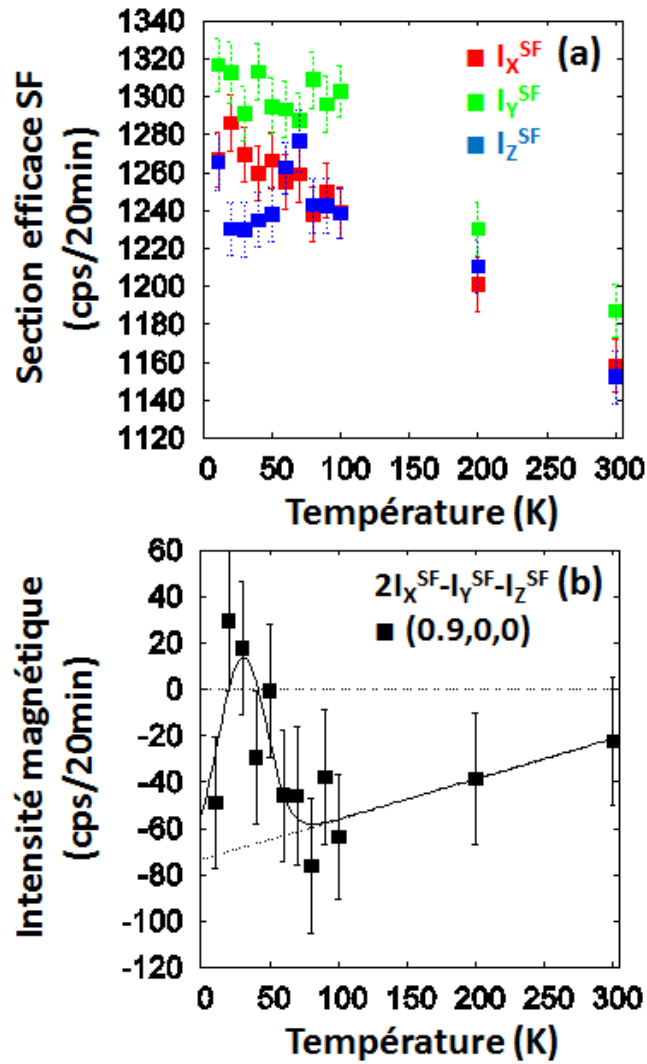 1340
1320
1300
1280
1260
1240
1220
1200
1180
1160
1140
1120
Section efficace SF
(cps/20min)
I_X^SF (a)
I_Y^SF
I_Z^SF
0 50 100 150 200 250 300
Température (K)
60
40
20
0
-20
-40
-60
-80
-100
-120
Intensité magnétique
(cps/20min)
2I_X^SF-I_Y^SF-I_Z^SF (b)
(0.9,0,0)
0 50 100 150 200 250 300
Température (K)